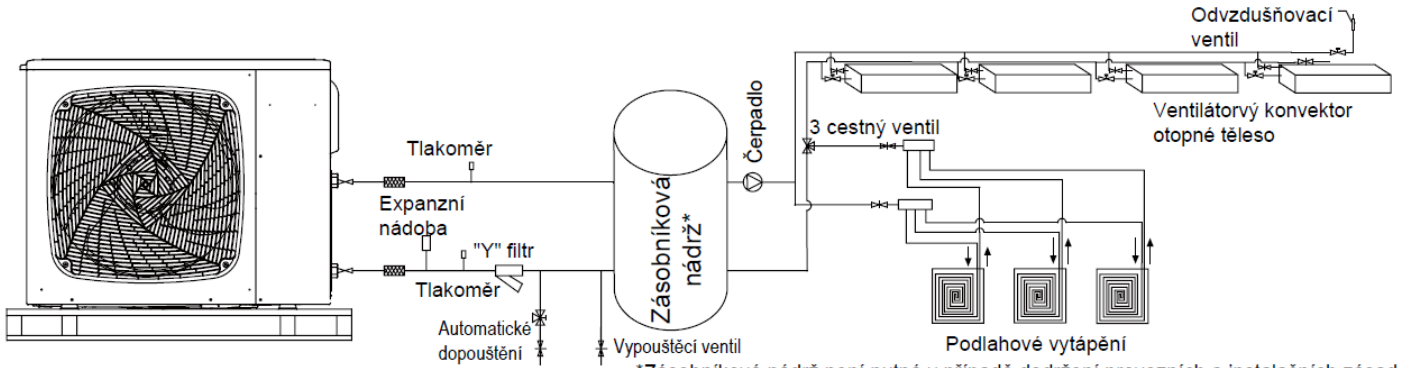 Odvzdušňovací
ventil
Ventilátorvý konvektor
otopné těleso
Čerpadlo
3 cestný ventil
Tlakoměr
Expanzní
nádoba
"Y" filtr
Tlakoměr
Zásobníková
nádrž*
Automatické
dopouštění
Vypouštěcí ventil
Podlahové vytápění